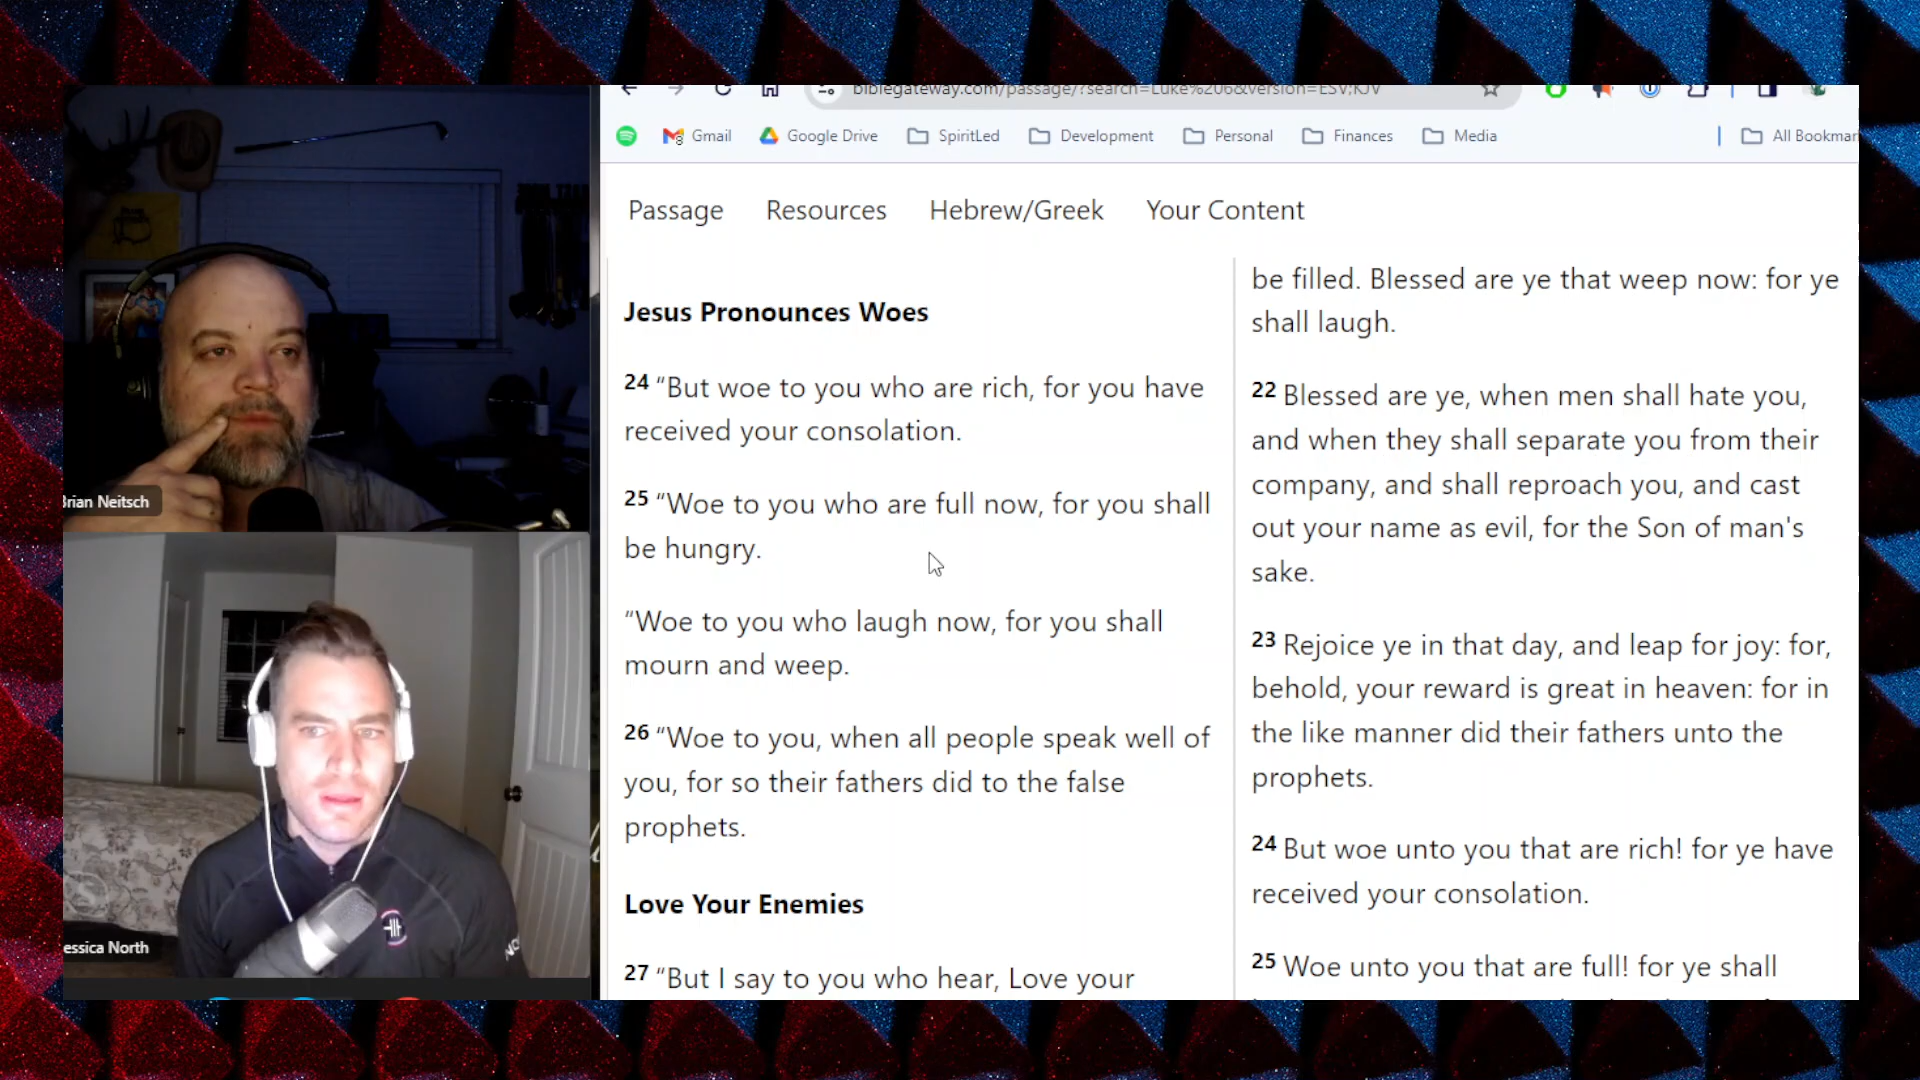 biblegateway.com/passage/?search=Luke%206&version=ESV;KJV
Gmail
Google Drive
SpiritLed
Development
Personal
Finances
Media
All Bookmar
Passage
Resources
Hebrew/Greek
Your Content
Jesus Pronounces Woes
24 “But woe to you who are rich, for you have
received your consolation.
25 “Woe to you who are full now, for you shall
be hungry.
“Woe to you who laugh now, for you shall
mourn and weep.
26 “Woe to you, when all people speak well of
you, for so their fathers did to the false
prophets.
Love Your Enemies
27 “But I say to you who hear, Love your
be filled. Blessed are ye that weep now: for ye
shall laugh.
22 Blessed are ye, when men shall hate you,
and when they shall separate you from their
company, and shall reproach you, and cast
out your name as evil, for the Son of man's
sake.
23 Rejoice ye in that day, and leap for joy: for,
behold, your reward is great in heaven: for in
the like manner did their fathers unto the
prophets.
24 But woe unto you that are rich! for ye have
received your consolation.
25 Woe unto you that are full! for ye shall
Brian Neitsch
essica North